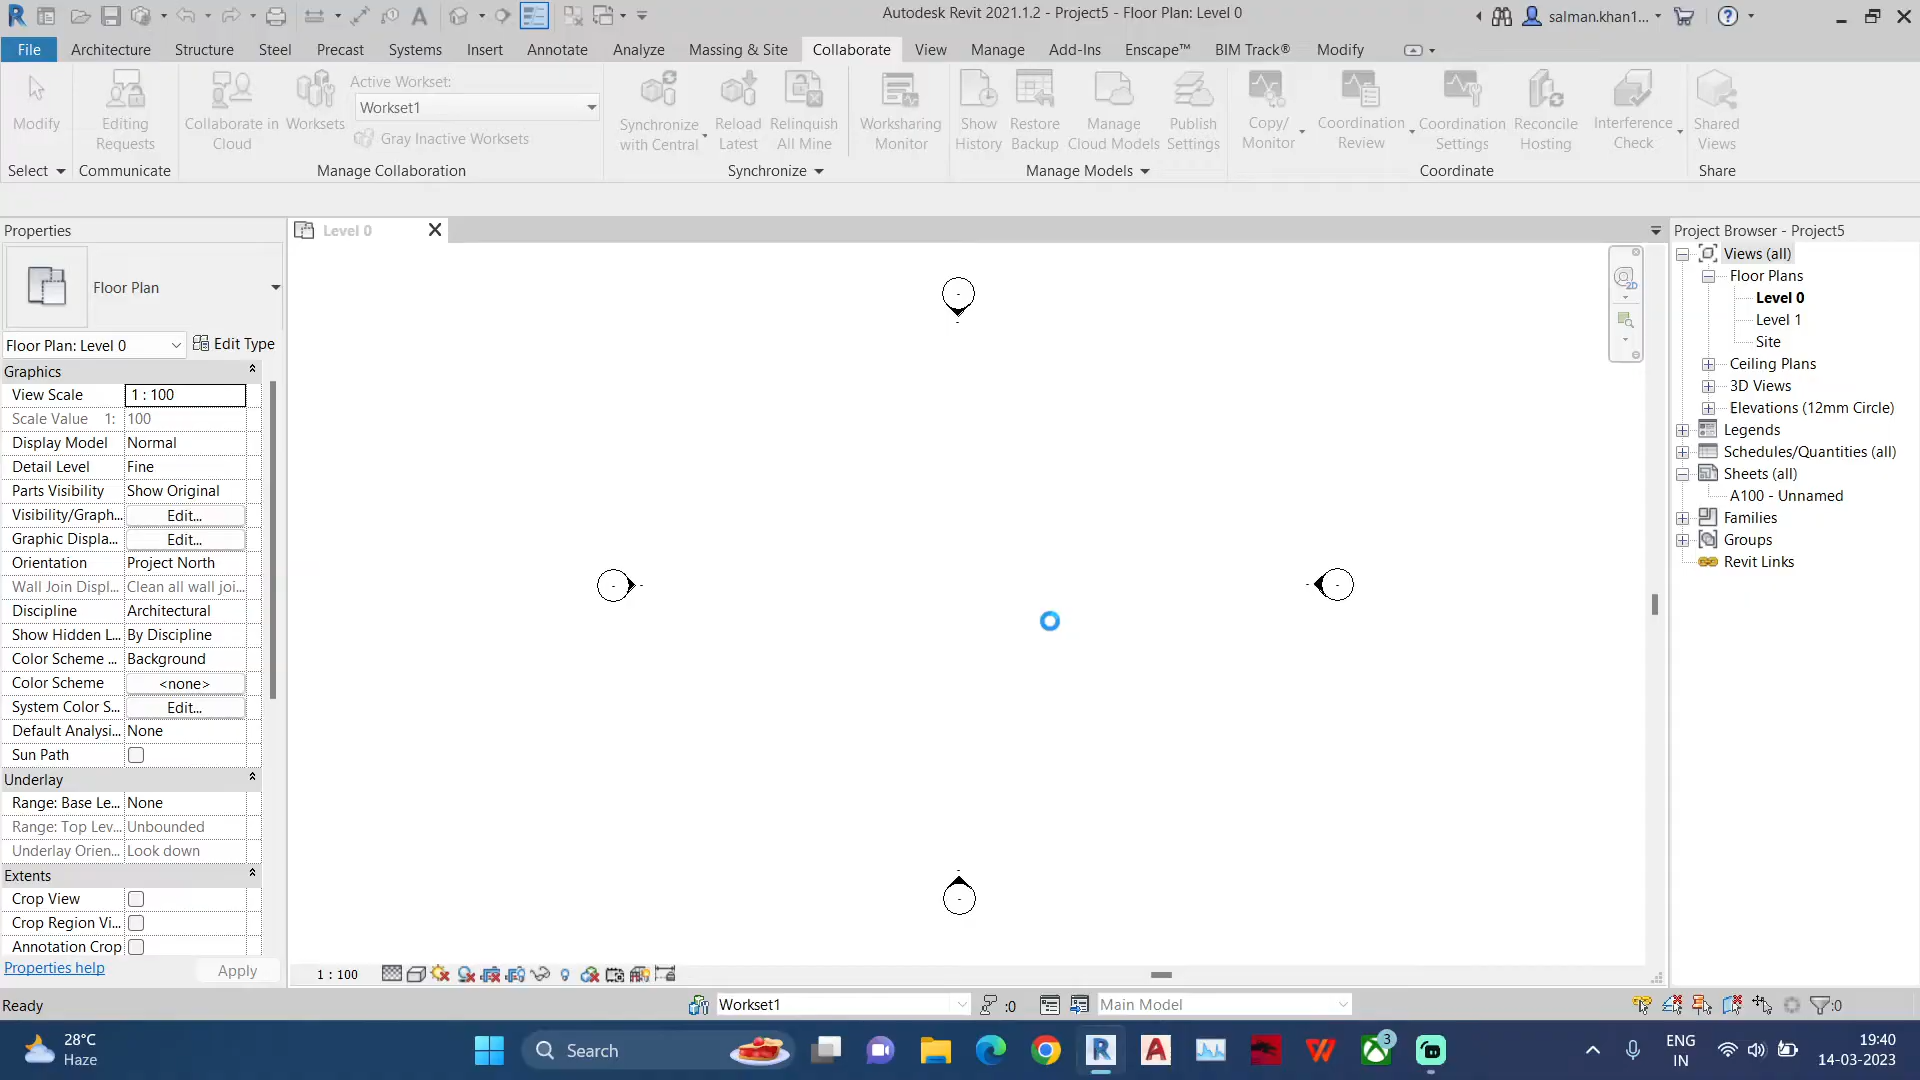 Autodesk Revit 2021.1.2 - Project5 - Floor Plan: Level 0
salman.khan1...
File Architecture Structure Steel Precast Systems Insert Annotate Analyze Massing & Site Collaborate View Manage Add-Ins Enscape™ BIM Track® Modify
Modify
Select
Editing Requests
Communicate
Collaborate in Cloud
Worksets
Active Workset:
Workset1
Gray Inactive Worksets
Manage Collaboration
Synchronize with Central
Reload Latest
Relinquish All Mine
Synchronize
Worksharing Monitor
Show History
Restore Backup
Manage Cloud Models
Publish Settings
Manage Models
Copy/ Monitor
Coordination Review
Coordination Settings
Reconcile Hosting
Interference Check
Coordinate
Shared Views
Share
Properties
Floor Plan
Floor Plan: Level 0
Edit Type
Graphics
View Scale 1 : 100
Scale Value 1: 100
Display Model Normal
Detail Level Fine
Parts Visibility Show Original
Visibility/Graph... Edit...
Graphic Displa... Edit...
Orientation Project North
Wall Join Displ... Clean all wall joi...
Discipline Architectural
Show Hidden L... By Discipline
Color Scheme ... Background
Color Scheme <none>
System Color S... Edit...
Default Analysi... None
Sun Path
Underlay
Range: Base Le... None
Range: Top Lev... Unbounded
Underlay Orien... Look down
Extents
Crop View
Crop Region Vi...
Annotation Crop
Properties help
Apply
Level 0
2D
1 : 100
Project Browser - Project5
Views (all)
Floor Plans
Level 0
Level 1
Site
Ceiling Plans
3D Views
Elevations (12mm Circle)
Legends
Schedules/Quantities (all)
Sheets (all)
A100 - Unnamed
Families
Groups
Revit Links
Ready
Workset1
:0
Main Model
:0
28°C
Haze
Search
3
ENG
IN
19:40
14-03-2023